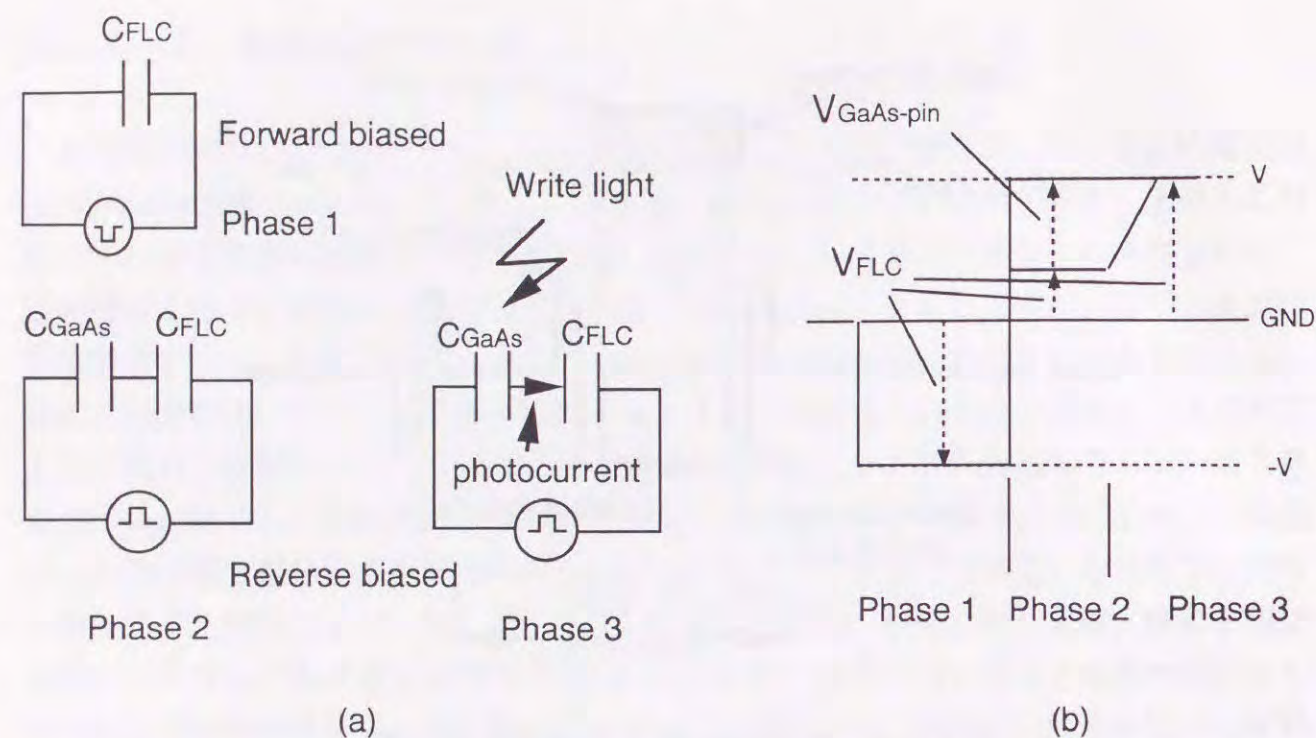 CFLC
Forward biased
Phase 1
CGaAs
CFLC
Reverse biased
Phase 2
Write light
CGaAs
CFLC
photocurrent
Phase 3
(a)
VGaAs-pin
V
VFLC
GND
-V
Phase 1
Phase 2
Phase 3
(b)